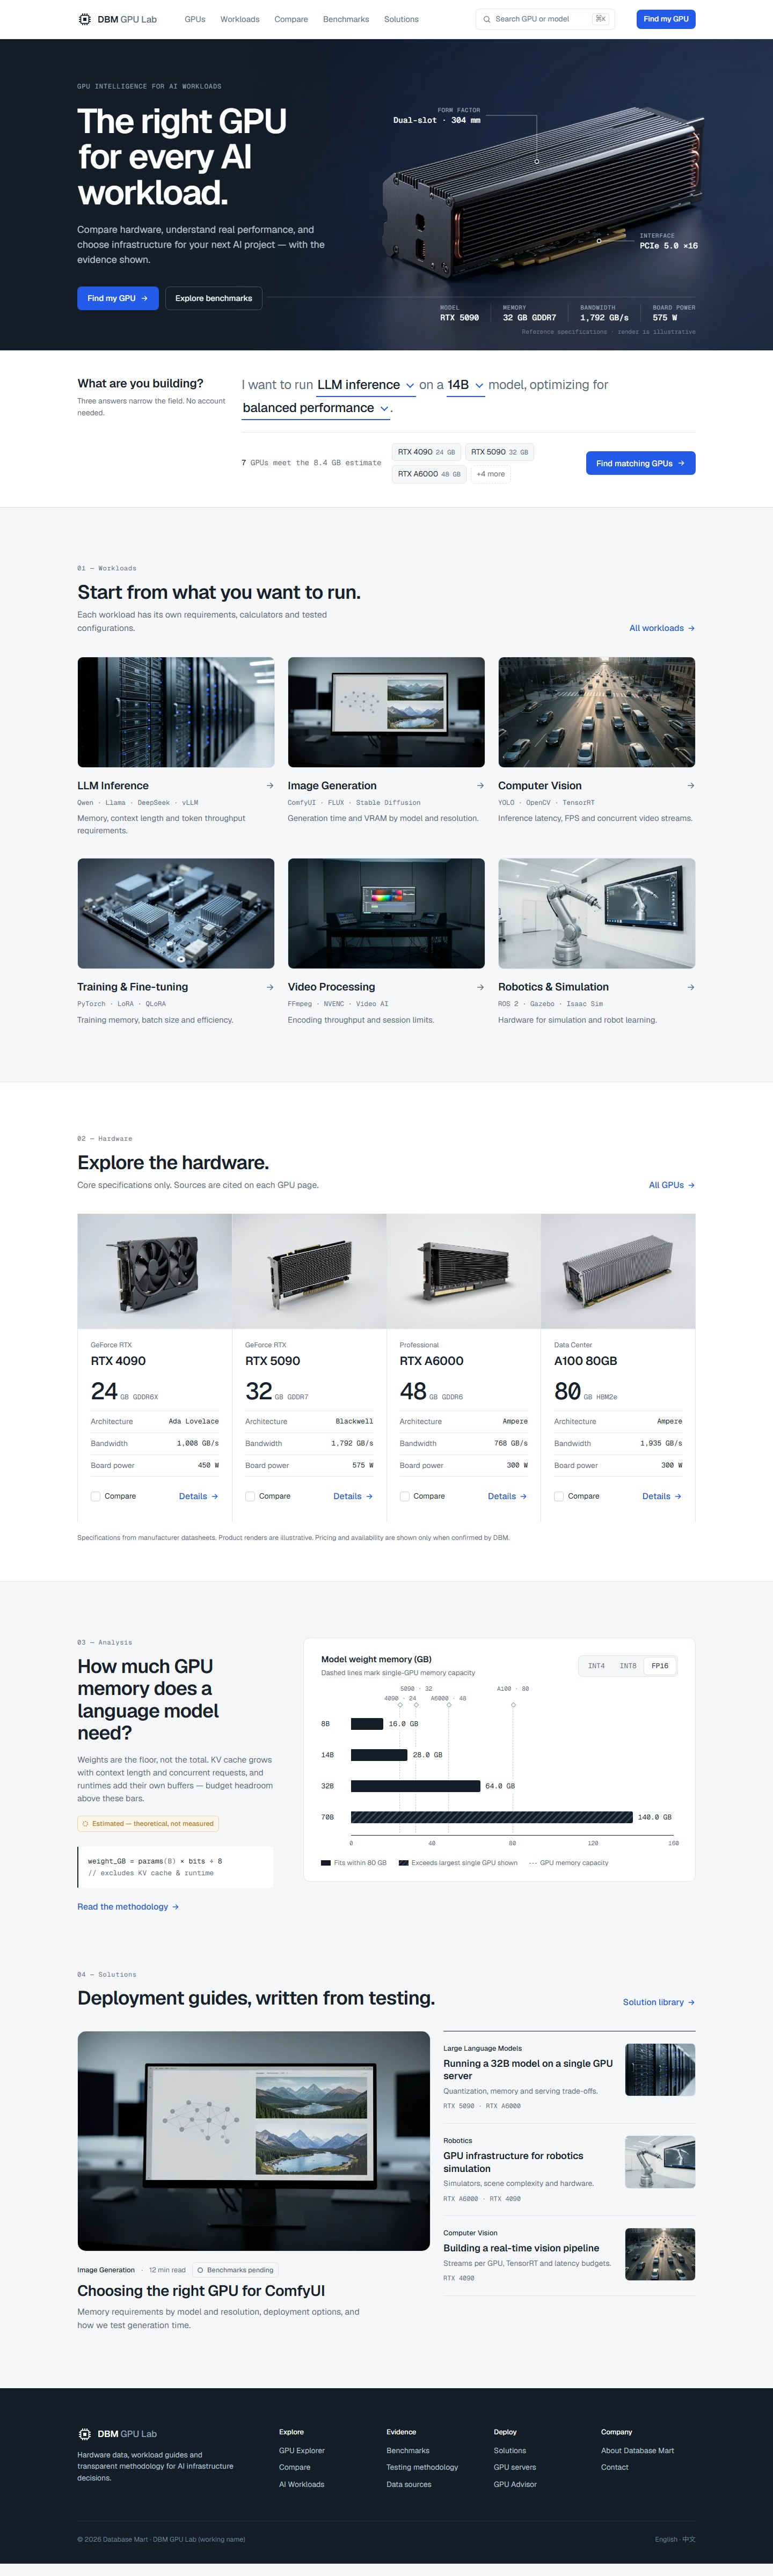 DBM GPU Lab
GPUs
Workloads
Compare
Benchmarks
Solutions
Search GPU or model
⌘K
Find my GPU
GPU INTELLIGENCE FOR AI WORKLOADS
The right GPU
for every AI
workload.
Compare hardware, understand real performance, and
choose infrastructure for your next AI project — with the
evidence shown.
Find my GPU →
Explore benchmarks
FORM FACTOR
Dual-slot · 304 mm
INTERFACE
PCIe 5.0 ×16
MODEL
RTX 5090
MEMORY
32 GB GDDR7
BANDWIDTH
1,792 GB/s
BOARD POWER
575 W
Reference specifications · render is illustrative
What are you building?
Three answers narrow the field. No account
needed.
I want to run LLM inference on a 14B model, optimizing for
balanced performance .
7 GPUs meet the 8.4 GB estimate
RTX 4090 24 GB
RTX 5090 32 GB
RTX A6000 48 GB
+4 more
Find matching GPUs →
01 — Workloads
Start from what you want to run.
Each workload has its own requirements, calculators and tested
configurations.
All workloads →
LLM Inference →
Qwen · Llama · DeepSeek · vLLM
Memory, context length and token throughput
requirements.
Image Generation →
ComfyUI · FLUX · Stable Diffusion
Generation time and VRAM by model and resolution.
Computer Vision →
YOLO · OpenCV · TensorRT
Inference latency, FPS and concurrent video streams.
Training & Fine-tuning →
PyTorch · LoRA · QLoRA
Training memory, batch size and efficiency.
Video Processing →
FFmpeg · NVENC · Video AI
Encoding throughput and session limits.
Robotics & Simulation →
ROS 2 · Gazebo · Isaac Sim
Hardware for simulation and robot learning.
02 — Hardware
Explore the hardware.
Core specifications only. Sources are cited on each GPU page.
All GPUs →
GeForce RTX
RTX 4090
24 GB GDDR6X
Architecture Ada Lovelace
Bandwidth 1,008 GB/s
Board power 450 W
Compare
Details →
GeForce RTX
RTX 5090
32 GB GDDR7
Architecture Blackwell
Bandwidth 1,792 GB/s
Board power 575 W
Compare
Details →
Professional
RTX A6000
48 GB GDDR6
Architecture Ampere
Bandwidth 768 GB/s
Board power 300 W
Compare
Details →
Data Center
A100 80GB
80 GB HBM2e
Architecture Ampere
Bandwidth 1,935 GB/s
Board power 300 W
Compare
Details →
Specifications from manufacturer datasheets. Product renders are illustrative. Pricing and availability are shown only when confirmed by DBM.
03 — Analysis
How much GPU
memory does a
language model
need?
Weights are the floor, not the total. KV cache grows
with context length and concurrent requests, and
runtimes add their own buffers — budget headroom
above these bars.
Estimated — theoretical, not measured
weight_GB = params(B) × bits ÷ 8
// excludes KV cache & runtime
Read the methodology →
Model weight memory (GB)
Dashed lines mark single-GPU memory capacity
INT4
INT8
FP16
5090 · 32
A100 · 80
4090 · 24
A6000 · 48
8B
16.0 GB
14B
28.0 GB
32B
64.0 GB
70B
140.0 GB
0
40
80
120
160
Fits within 80 GB
Exceeds largest single GPU shown
GPU memory capacity
04 — Solutions
Deployment guides, written from testing.
Solution library →
Image Generation · 12 min read
Benchmarks pending
Choosing the right GPU for ComfyUI
Memory requirements by model and resolution, deployment options, and
how we test generation time.
Large Language Models
Running a 32B model on a single GPU
server
Quantization, memory and serving trade-offs.
RTX 5090 · RTX A6000
Robotics
GPU infrastructure for robotics
simulation
Simulators, scene complexity and hardware.
RTX A6000 · RTX 4090
Computer Vision
Building a real-time vision pipeline
Streams per GPU, TensorRT and latency budgets.
RTX 4090
DBM GPU Lab
Hardware data, workload guides and
transparent methodology for AI infrastructure
decisions.
Explore
GPU Explorer
Compare
AI Workloads
Evidence
Benchmarks
Testing methodology
Data sources
Deploy
Solutions
GPU servers
GPU Advisor
Company
About Database Mart
Contact
© 2026 Database Mart · DBM GPU Lab (working name)
English · 中文